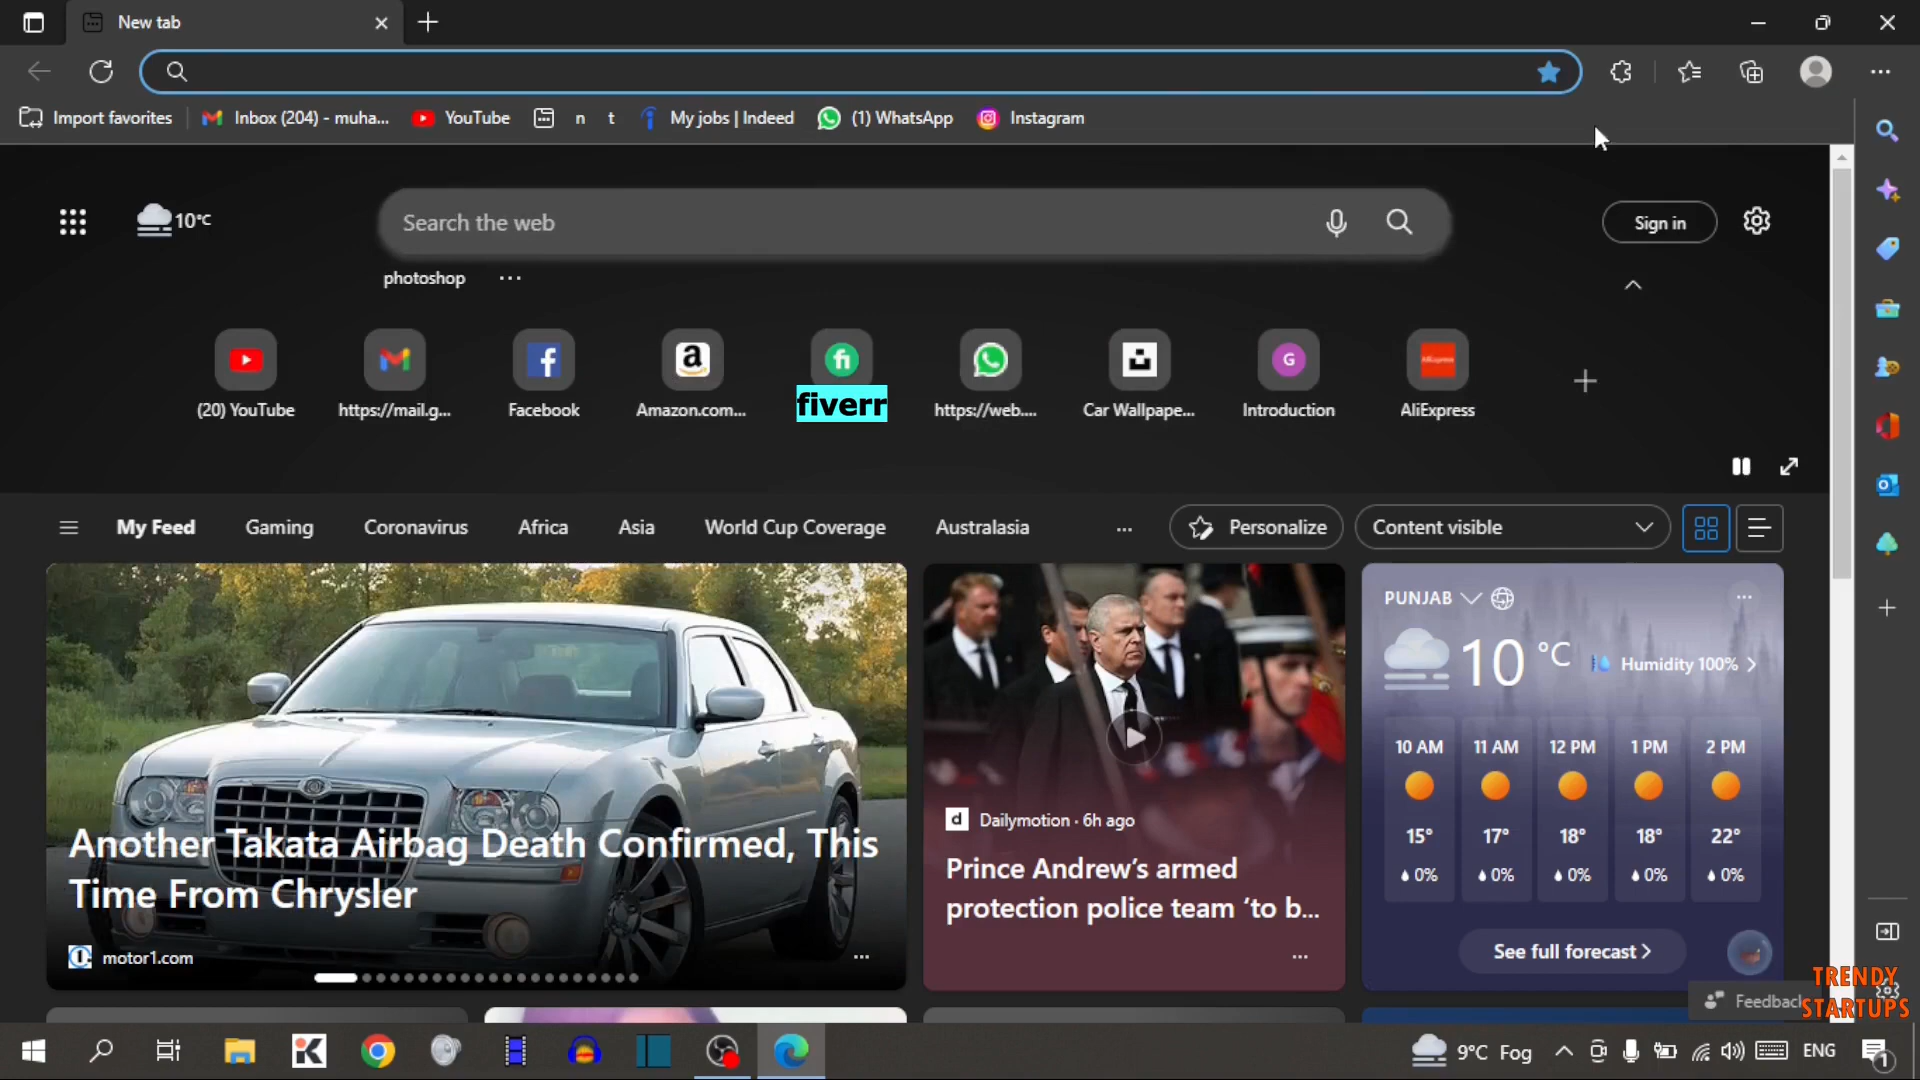 New tab
Import favorites
Inbox (204) - muha...
YouTube
n t
My jobs | Indeed
(1) WhatsApp
Instagram
10°C
Search the web
Sign in
photoshop
...
(20) YouTube
https://mail.g...
Facebook
Amazon.com...
fi
fiverr
https://web....
Car Wallpape...
G
Introduction
AliExpress
AliExpress
My Feed
Gaming
Coronavirus
Africa
Asia
World Cup Coverage
Australasia
...
Personalize
Content visible
Another Takata Airbag Death Confirmed, This
Time From Chrysler
motor1.com
d Dailymotion · 6h ago
Prince Andrew's armed
protection police team 'to b...
PUNJAB
10 °C
Humidity 100%
10 AM 11 AM 12 PM 1 PM 2 PM
15° 17° 18° 18° 22°
0% 0% 0% 0% 0%
See full forecast
Feedback
TRENDY
STARTUPS
9°C Fog
ENG
1